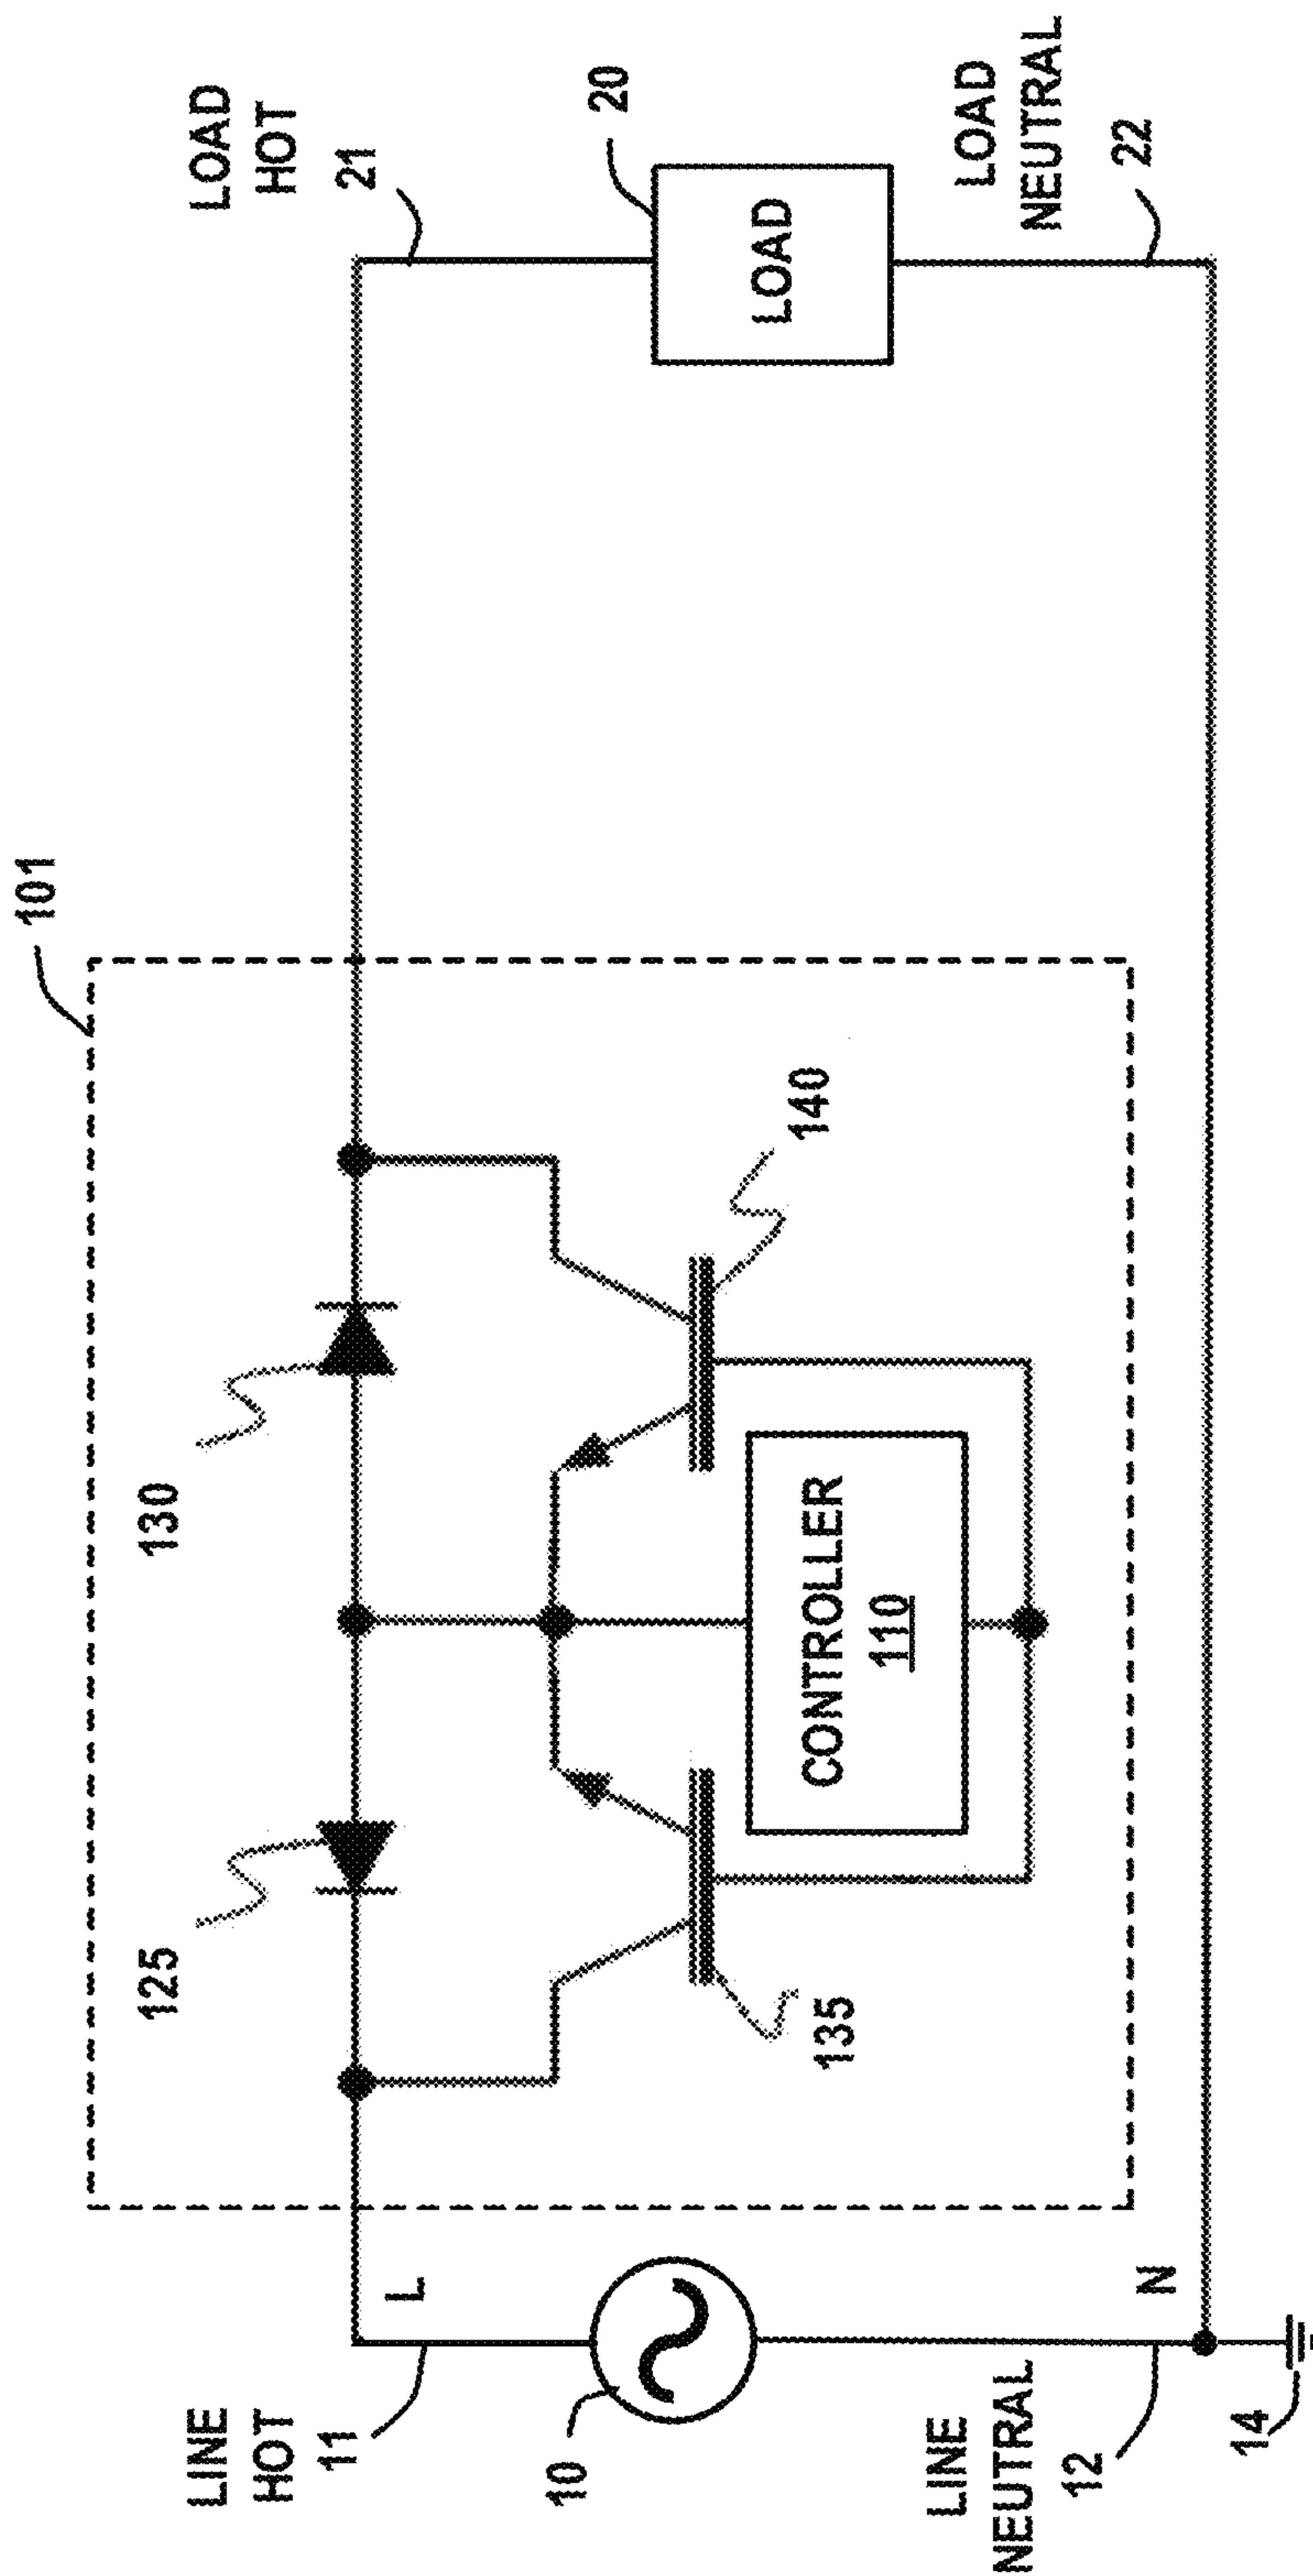 101
LINE
HOT
11
L
10
LINE
NEUTRAL
12
N
14
125
130
135
140
CONTROLLER
110
LOAD
HOT
21
20
LOAD
LOAD
NEUTRAL
22